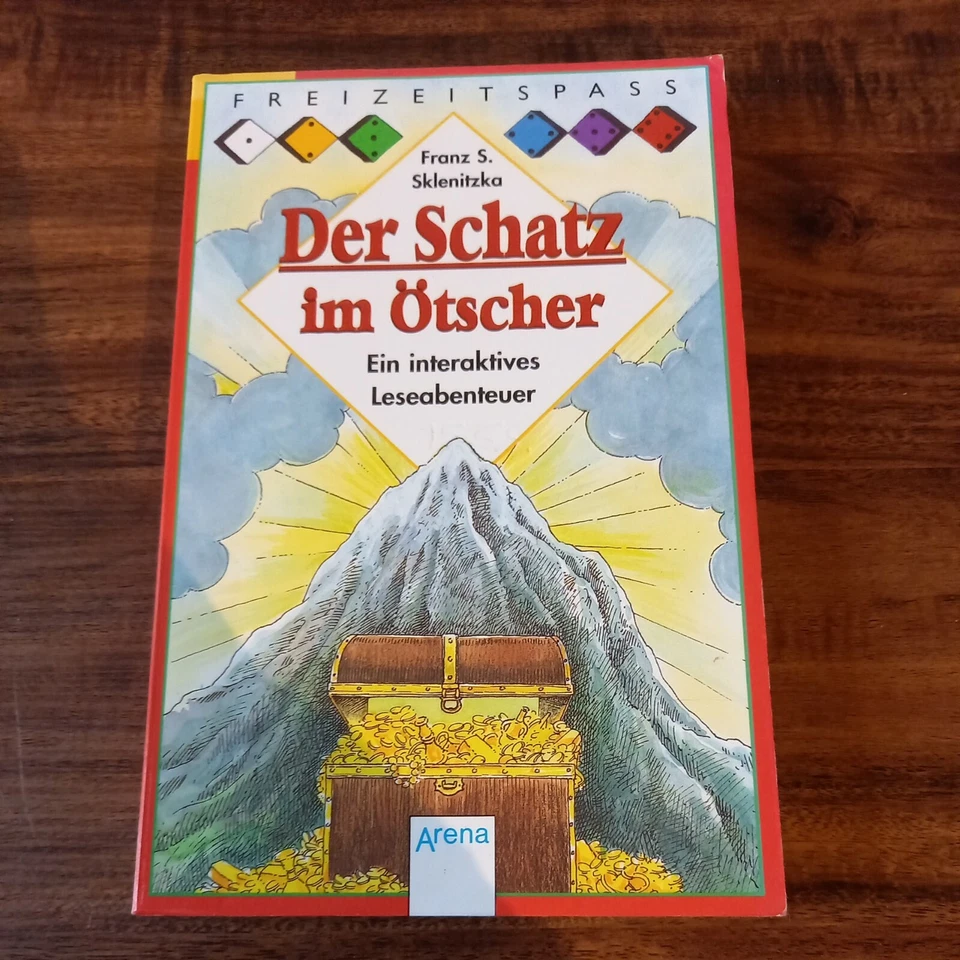 FREIZEITSPASS
Franz S.
Sklenitzka
Der Schatz
im Ötscher
Ein interaktives
Leseabenteuer
Arena